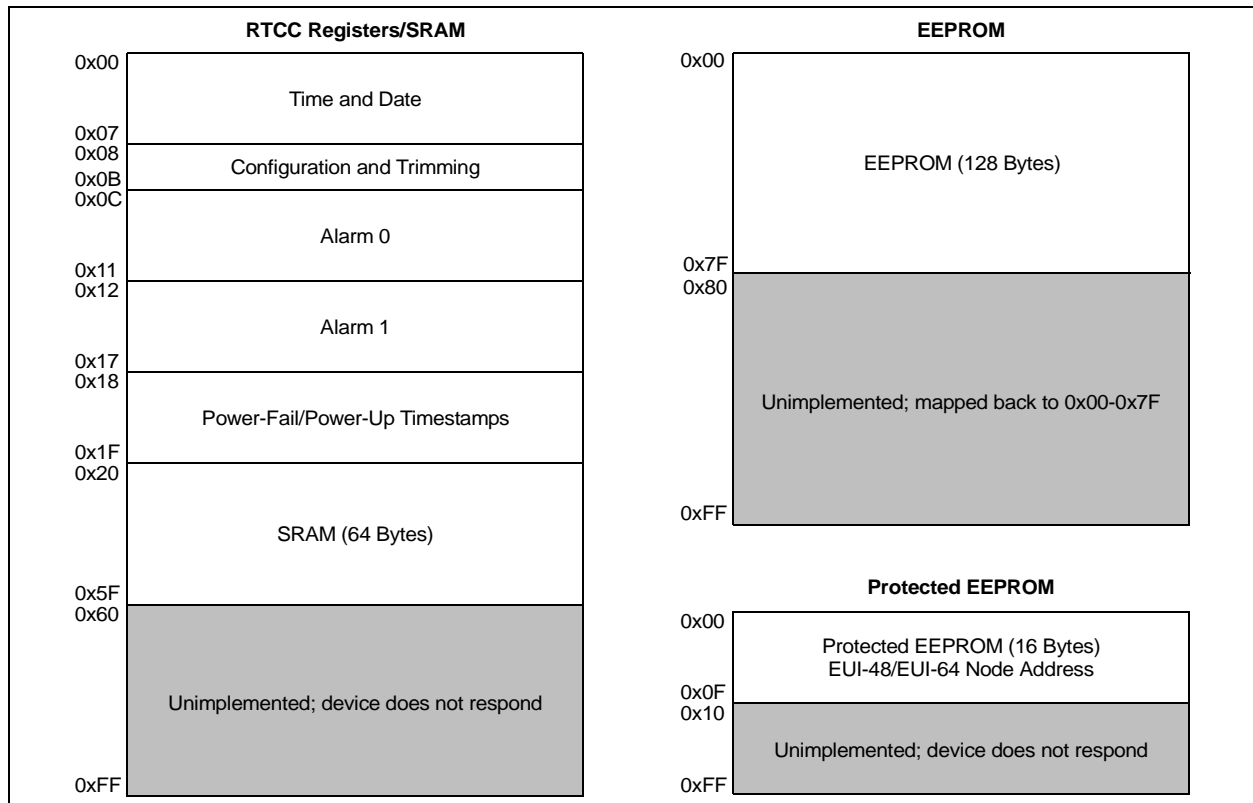 RTCC Registers/SRAM
0x00
Time and Date
0x07
0x08
Configuration and Trimming
0x0B
0x0C
Alarm 0
0x11
0x12
Alarm 1
0x17
0x18
Power-Fail/Power-Up Timestamps
0x1F
0x20
SRAM (64 Bytes)
0x5F
0x60
Unimplemented; device does not respond
0xFF
EEPROM
0x00
EEPROM (128 Bytes)
0x7F
0x80
Unimplemented; mapped back to 0x00-0x7F
0xFF
Protected EEPROM
0x00
Protected EEPROM (16 Bytes)
EUI-48/EUI-64 Node Address
0x0F
0x10
Unimplemented; device does not respond
0xFF